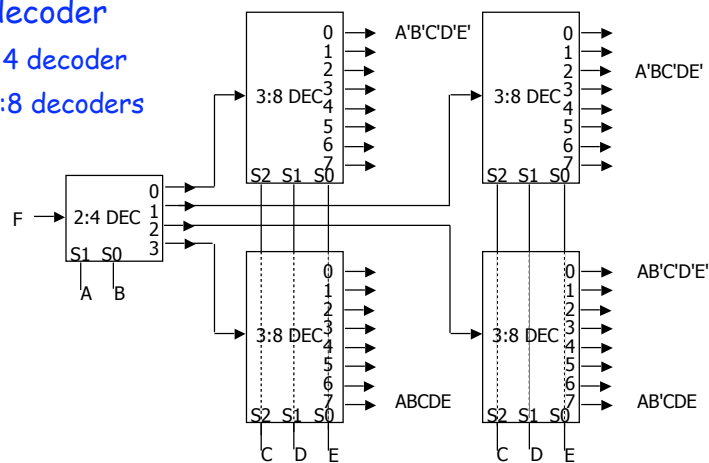 decoder
4 decoder
:8 decoders
0 A'B'C'D'E'
1
2
3:8 DEC 3
4
5
6
7
S2 S1 S0
0
1
2 A'BC'DE'
3:8 DEC 3
4
5
6
7
S2 S1 S0
F 2:4 DEC
0
1
2
3
S1 S0
A B
0
1
2
3:8 DEC 3
4
5
6
7 ABCDE
S2 S1 S0
C D E
0 AB'C'D'E'
1
2
3:8 DEC 3
4
5
6
7 AB'CDE
S2 S1 S0
C D E